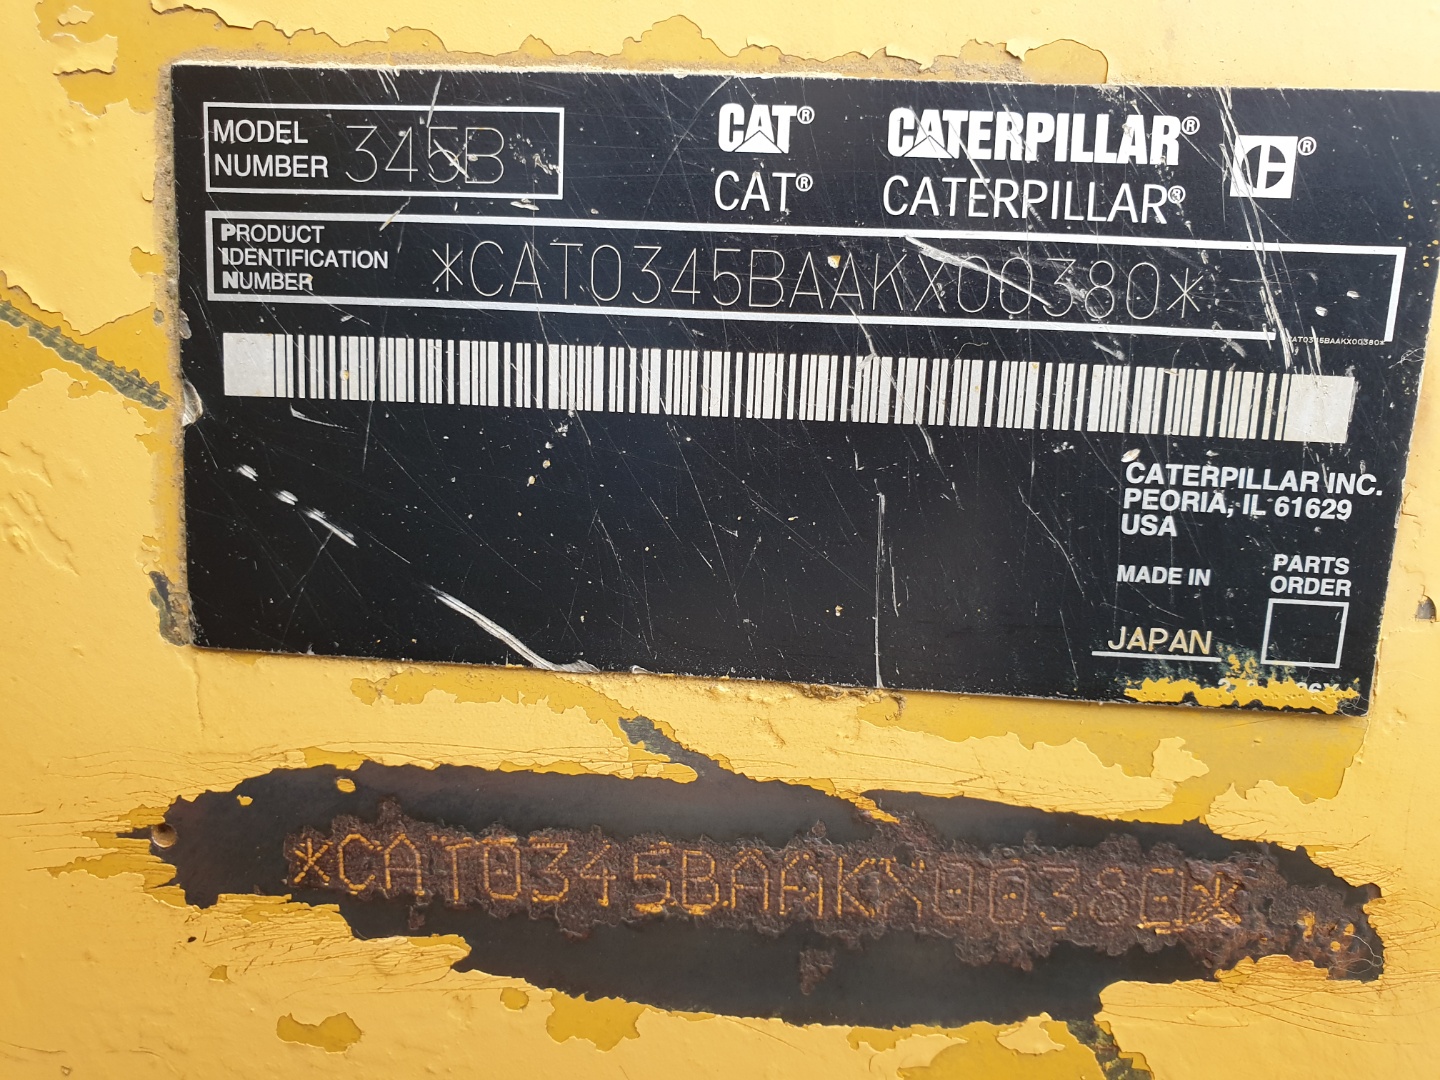 MODEL
NUMBER 345B
CAT® CATERPILLAR® ®
CAT® CATERPILLAR®
PRODUCT
IDENTIFICATION
NUMBER *CAT0345BAAKX00380*
CAT0345BAAKX00380*
CATERPILLAR INC.
PEORIA, IL 61629
USA
MADE IN
JAPAN
PARTS
ORDER
*CAT0345BAAKX00380*